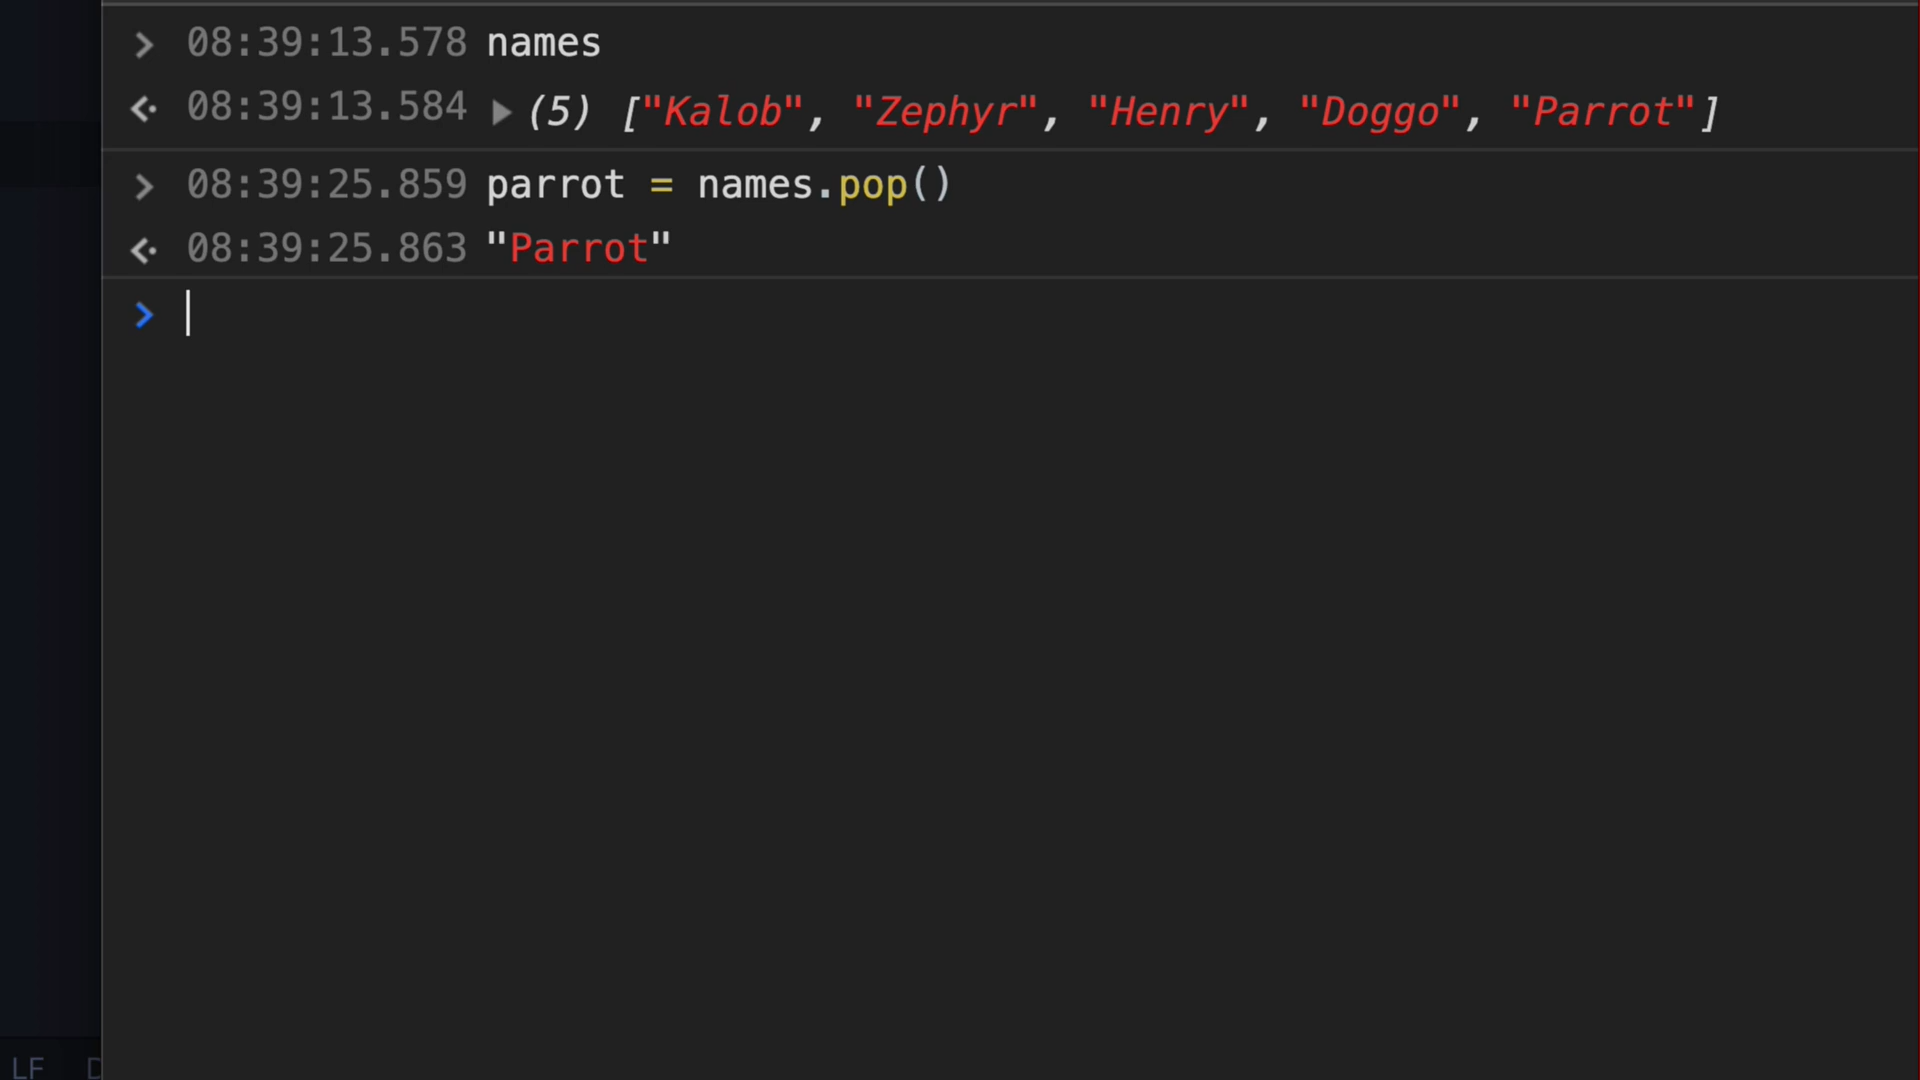 > 08:39:13.578 names
08:39:13.584 (5) ["Kalob", "Zephyr", "Henry", "Doggo", "Parrot"]
> 08:39:25.859 parrot = names.pop()
08:39:25.863 "Parrot"
>
LF